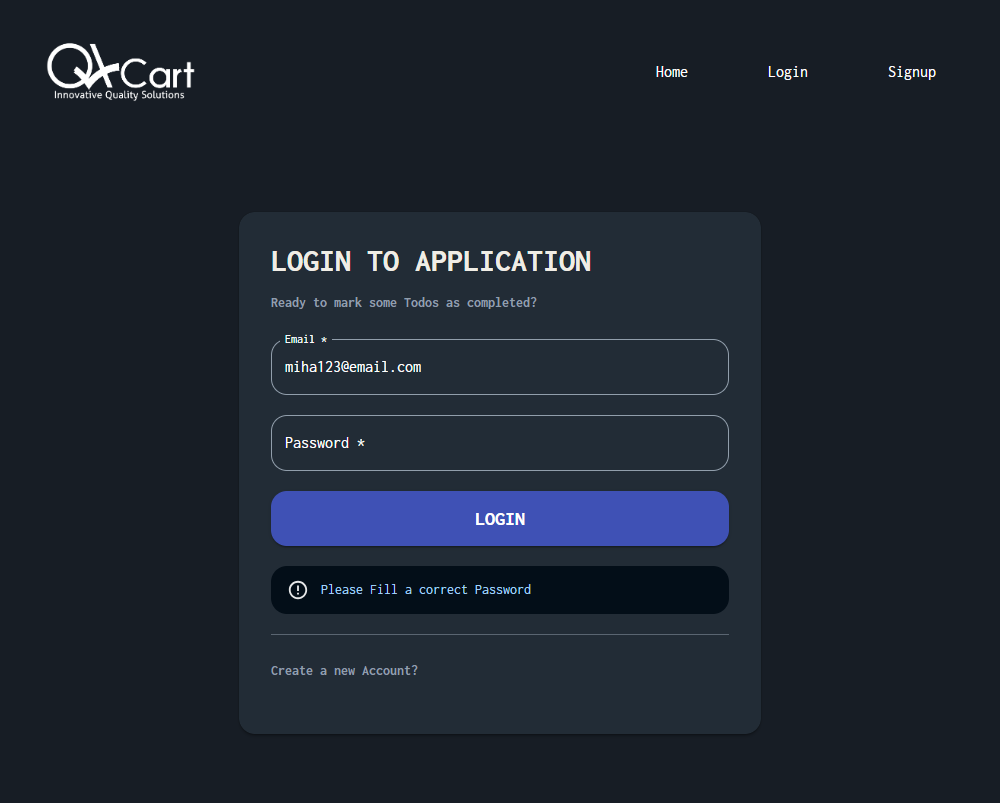 QACart
Innovative Quality Solutions
Home
Login
Signup
LOGIN TO APPLICATION
Ready to mark some Todos as completed?
Email *
miha123@email.com
Password *
LOGIN
Please Fill a correct Password
Create a new Account?